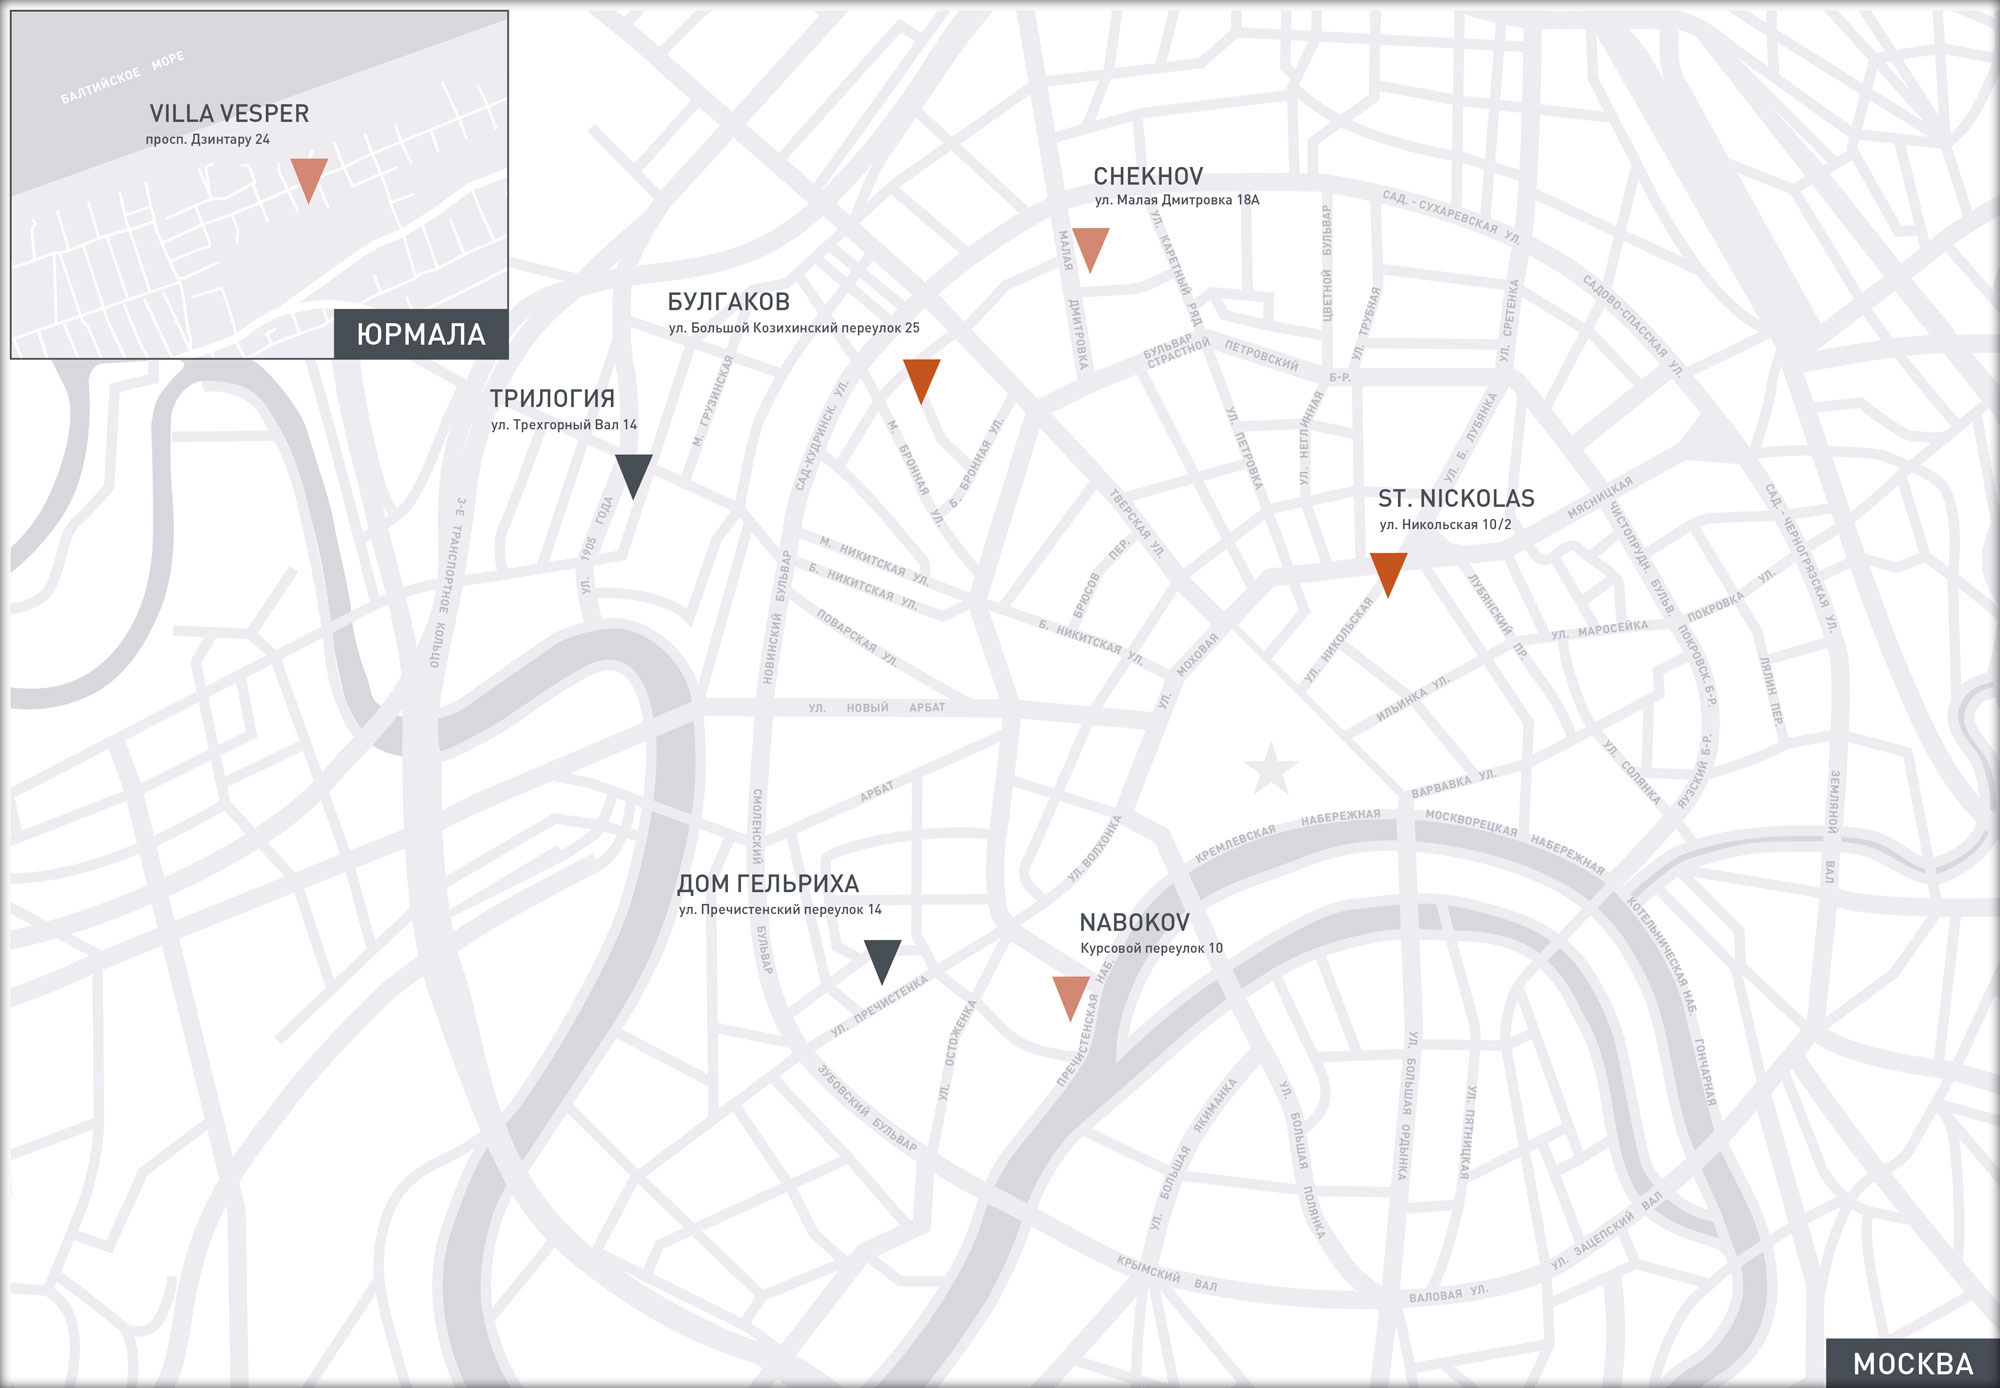 БАЛТИЙСКОЕ МОРЕ
VILLA VESPER
просп. Дзинтару 24
ЮРМАЛА
CHEKHOV
ул. Малая Дмитровка 18А
БУЛГАКОВ
ул. Большой Козихинский переулок 25
ТРИЛОГИЯ
ул. Трехгорный Вал 14
ST. NICKOLAS
ул. Никольская 10/2
ДОМ ГЕЛЬРИХА
ул. Пречистенский переулок 14
NABOKOV
Курсовой переулок 10
МОСКВА
САД. - СУХАРЕВСКАЯ УЛ.
САДОВО-СПАССКАЯ УЛ.
МАЛАЯ ДМИТРОВКА
УЛ. КАРЕТНЫЙ РЯД
ЦВЕТНОЙ БУЛЬВАР
УЛ. ТРУБНАЯ
УЛ. СРЕТЕНКА
БУЛЬВАР
СТРАСТНОЙ
ПЕТРОВСКИЙ Б-Р.
М. ГРУЗИНСКАЯ
САД-КУДРИНСК. УЛ.
М. БРОННАЯ УЛ.
Б. БРОННАЯ УЛ.
УЛ. ПЕТРОВКА
УЛ. НЕГЛИННАЯ
УЛ. Б. ЛУБЯНКА
МЯСНИЦКАЯ
ЧИСТОПРУДН. БУЛЬВ.
САД. - ЧЕРНОГРЯЗСКАЯ УЛ.
3-Е ТРАНСПОРТНОЕ КОЛЬЦО
УЛ. 1905 ГОДА
ТВЕРСКАЯ УЛ.
М. НИКИТСКАЯ УЛ.
Б. НИКИТСКАЯ УЛ.
ПОВАРСКАЯ УЛ.
БРЮСОВ ПЕР.
Б. НИКИТСКАЯ УЛ.
НОВИНСКИЙ БУЛЬВАР
УЛ. МОХОВАЯ
УЛ. НИКОЛЬСКАЯ
ЛУБЯНСКИЙ ПР.
УЛ. МАРОСЕЙКА
ПОКРОВКА УЛ.
ПОКРОВСК. Б-Р.
ЛЯЛИН ПЕР.
ИЛЬИНКА УЛ.
УЛ. НОВЫЙ АРБАТ
АРБАТ
ВАРВАВКА УЛ.
УЛ. СОЛЯНКА
ЯУЗСКИЙ Б-Р.
ЗЕМЛЯНОЙ ВАЛ
СМОЛЕНСКИЙ БУЛЬВАР
УЛ. ВОЛХОНКА
КРЕМЛЕВСКАЯ НАБЕРЕЖНАЯ
МОСКВОРЕЦКАЯ НАБЕРЕЖНАЯ
КОТЕЛЬНИЧЕСКАЯ НАБ.
ГОНЧАРНАЯ
УЛ. ПРЕЧИСТЕНКА
УЛ. ОСТОЖЕНКА
ПРЕЧИСТЕНСКАЯ НАБ.
ЗУБОВСКИЙ БУЛЬВАР
УЛ. БОЛЬШАЯ ЯКИМАНКА
УЛ. БОЛЬШАЯ ПОЛЯНКА
УЛ. БОЛЬШАЯ ОРДЫНКА
УЛ. ПЯТНИЦКАЯ
КРЫМСКИЙ ВАЛ
ВАЛОВАЯ УЛ.
УЛ. ЗАЦЕПСКИЙ ВАЛ